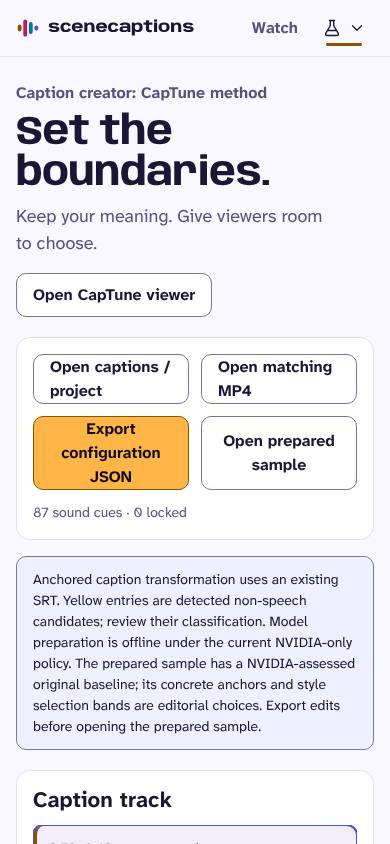 scenecaptions
Watch
Caption creator: CapTune method
Set the
boundaries.
Keep your meaning. Give viewers room
to choose.
Open CapTune viewer
Open captions /
project
Open matching
MP4
Export
configuration
JSON
Open prepared
sample
87 sound cues · 0 locked
Anchored caption transformation uses an existing
SRT. Yellow entries are detected non-speech
candidates; review their classification. Model
preparation is offline under the current NVIDIA-only
policy. The prepared sample has a NVIDIA-assessed
original baseline; its concrete anchors and style
selection bands are editorial choices. Export edits
before opening the prepared sample.
Caption track